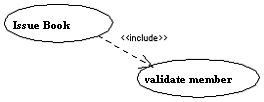 Issue Book
<<include>>
validate member